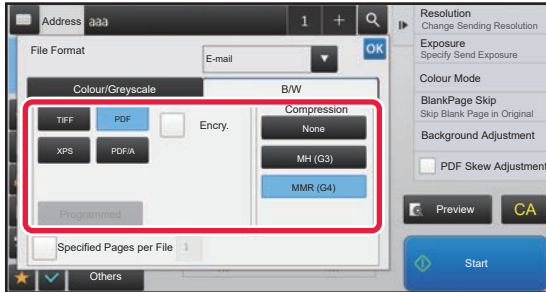 Address aaa 1 +
File Format
E-mail
OK
Colour/Greyscale
B/W
TIFF
PDF
Encry.
XPS
PDF/A
Programmed
Compression
None
MH (G3)
MMR (G4)
Specified Pages per File 1
Others
Resolution
Change Sending Resolution
Exposure
Specify Send Exposure
Colour Mode
BlankPage Skip
Skip Blank Page in Original
Background Adjustment
PDF Skew Adjustment
Preview
CA
Start